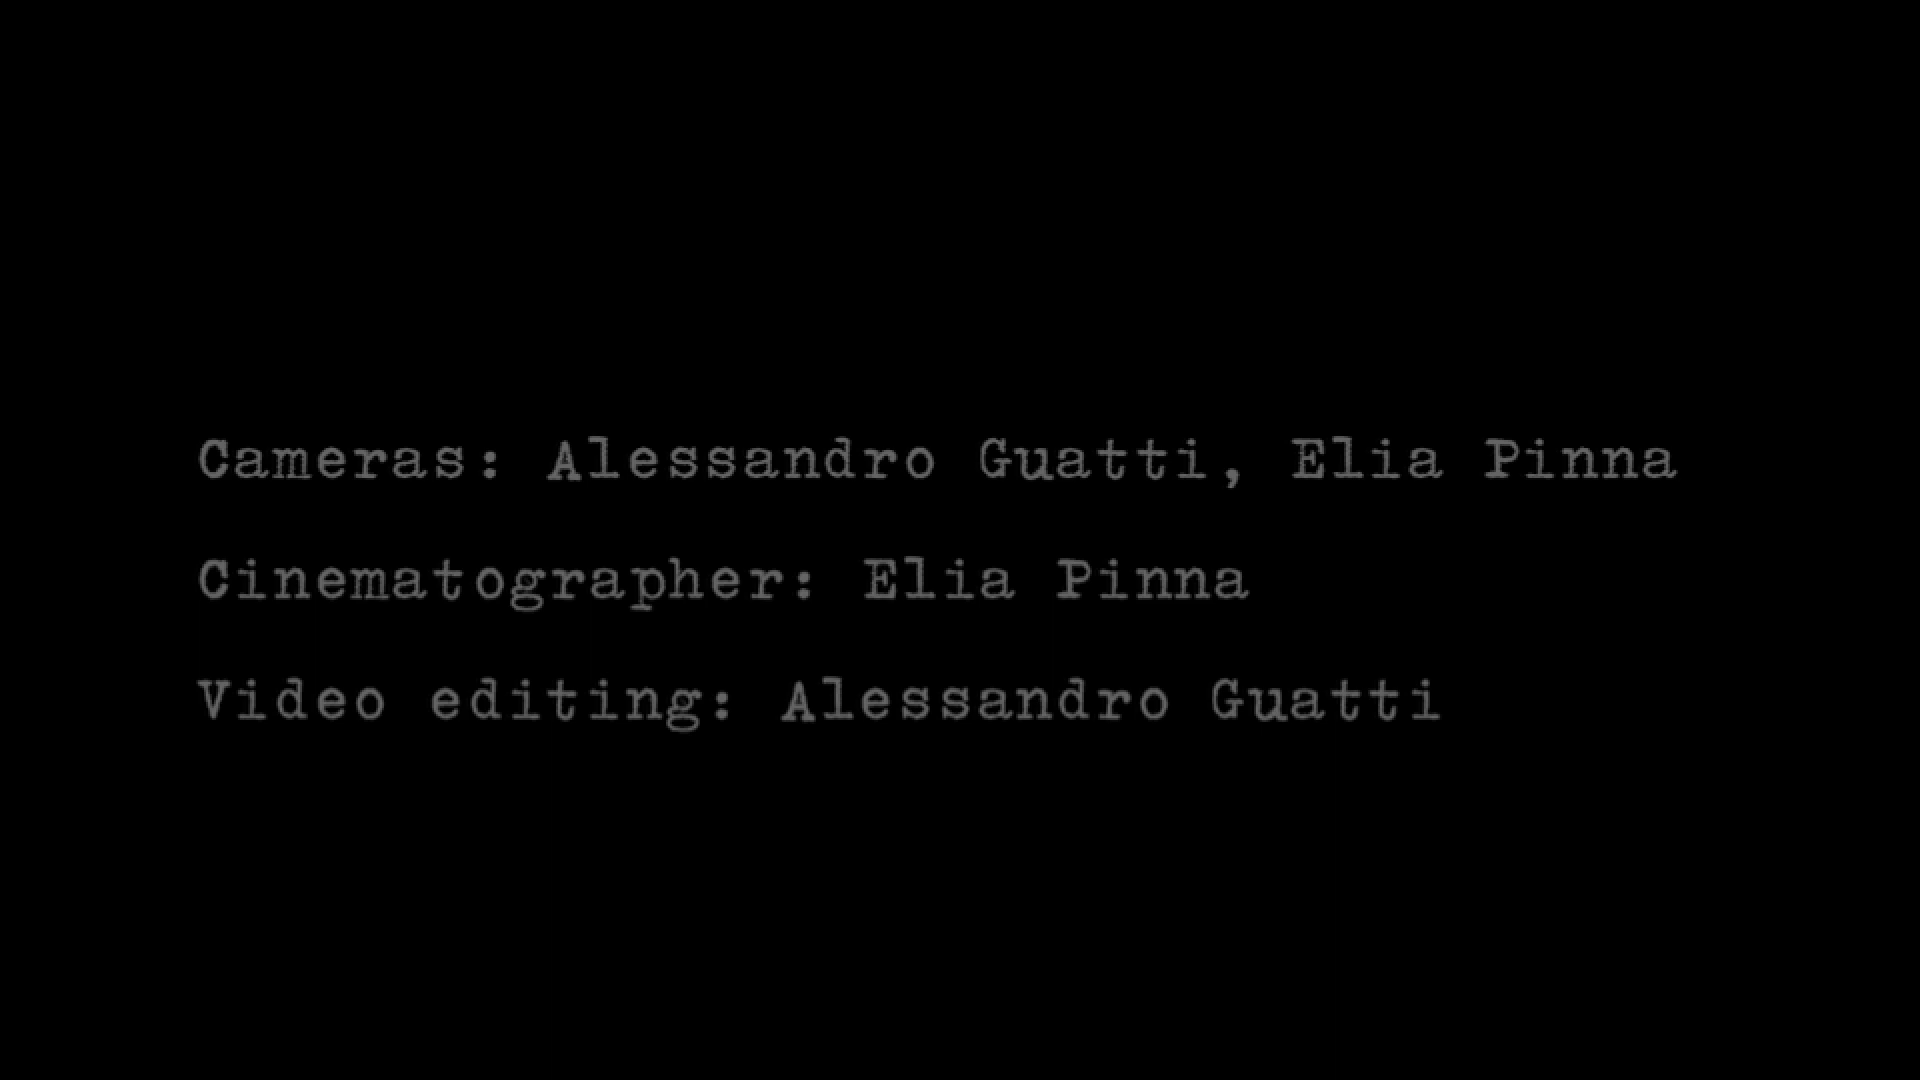 Cameras: Alessandro Guatti, Elia Pinna
Cinematographer: Elia Pinna
Video editing: Alessandro Guatti